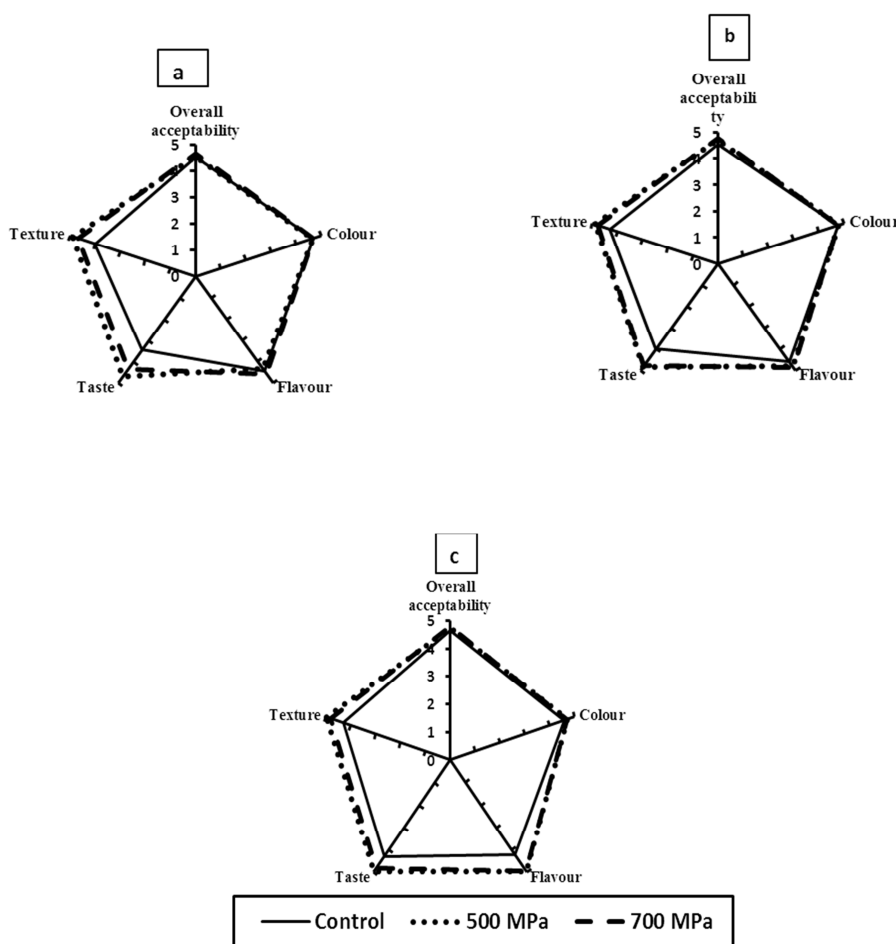 a
Overall
acceptability
5
4
3
2
1
0
Texture
Colour
Taste
Flavour
b
Overall
acceptabili
ty
5
4
3
2
1
0
Texture
Colour
Taste
Flavour
c
Overall
acceptability
5
4
3
2
1
0
Texture
Colour
Taste
Flavour
Control 500 MPa 700 MPa